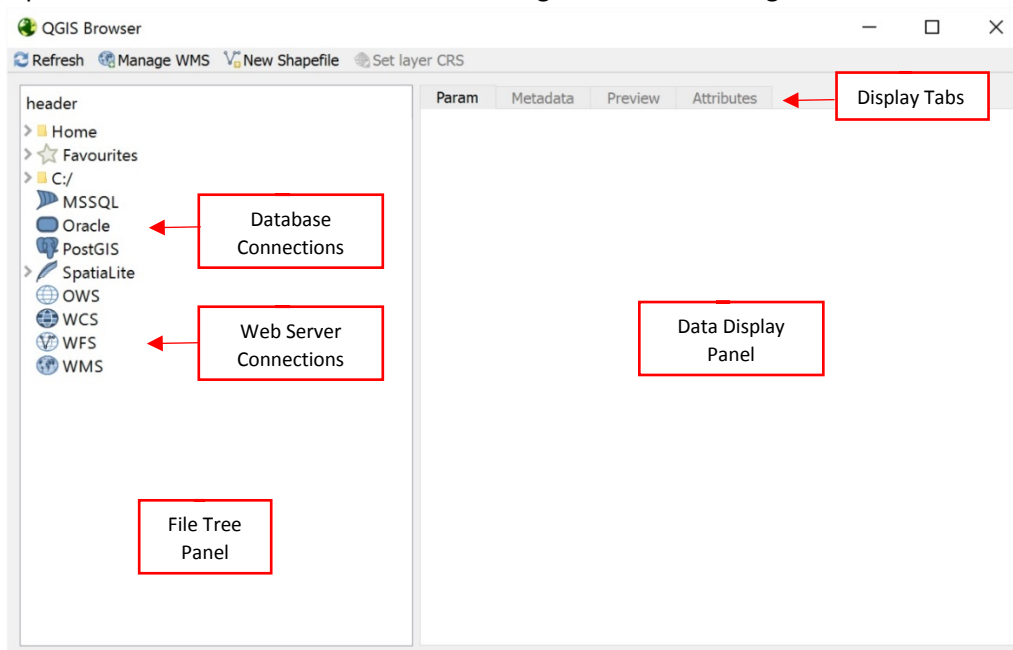 QGIS Browser
Refresh Manage WMS New Shapefile Set layer CRS
header
Home
Favourites
C:/
MSSQL
Oracle
PostGIS
SpatiaLite
OWS
WCS
WFS
WMS
Database
Connections
Web Server
Connections
File Tree
Panel
Param Metadata Preview Attributes
Display Tabs
Data Display
Panel